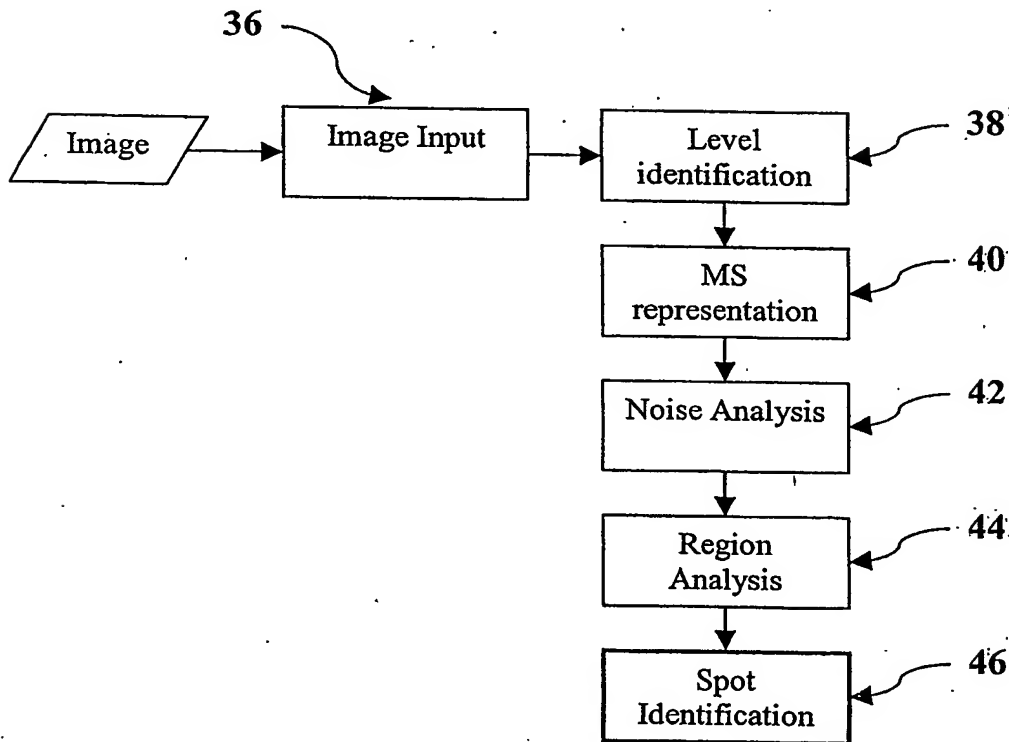 36
Image
Image Input
Level
identification
38
MS
representation
40
Noise Analysis
42
Region
Analysis
44
Spot
Identification
46